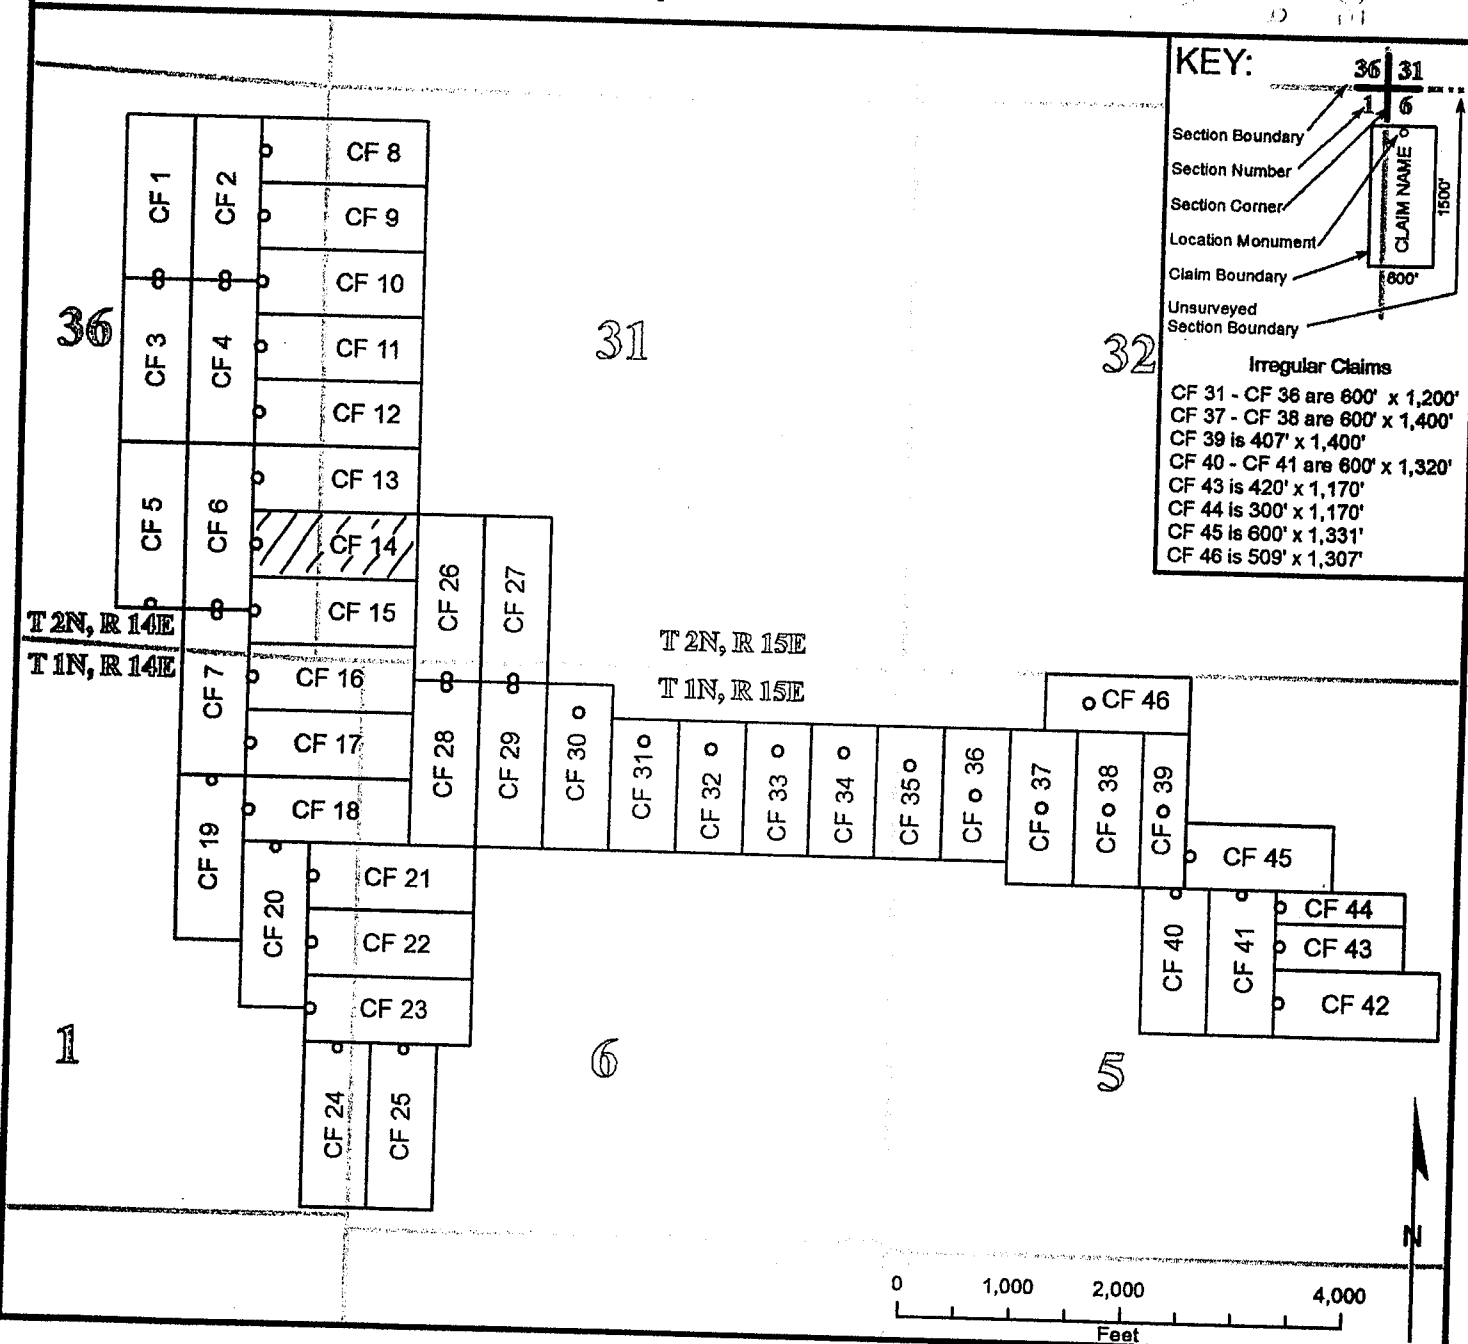 KEY:
36 31
1 6
Section Boundary
Section Number
Section Corner
Location Monument
Claim Boundary
Unsurveyed
Section Boundary
CLAIM NAME
1500'
600'
Irregular Claims
CF 31 - CF 36 are 600' x 1,200'
CF 37 - CF 38 are 600' x 1,400'
CF 39 is 407' x 1,400'
CF 40 - CF 41 are 600' x 1,320'
CF 43 is 420' x 1,170'
CF 44 is 300' x 1,170'
CF 45 is 600' x 1,331'
CF 46 is 509' x 1,307'
CF 1
CF 2
CF 8
CF 9
CF 10
36
CF 3
CF 4
CF 11
31
32
CF 12
CF 13
CF 5
CF 6
CF 14
CF 26
CF 27
CF 15
T 2N, R 14E
T 1N, R 14E
T 2N, R 15E
T 1N, R 15E
CF 7
CF 16
CF 17
CF 18
CF 28
CF 29
CF 30
CF 31
CF 32
CF 33
CF 34
CF 35
CF 36
CF 37
CF 38
CF 39
CF 46
CF 19
CF 20
CF 21
CF 22
CF 23
CF 45
CF 40
CF 41
CF 44
CF 43
CF 42
1
6
5
CF 24
CF 25
N
0 1,000 2,000 4,000
Feet